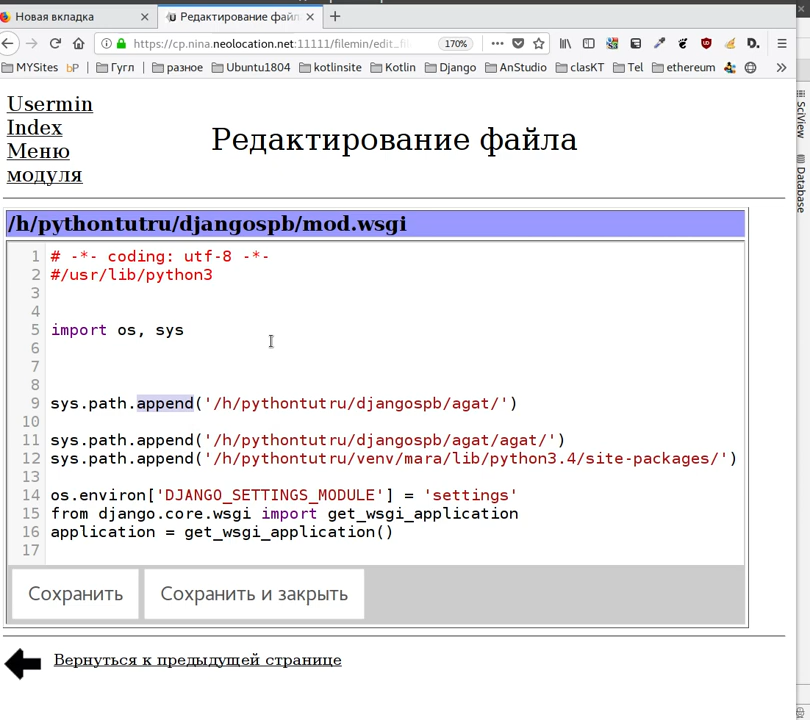 Новая вкладка
Редактирование файл
https://cp.nina.neolocation.net:11111/filemin/edit_fi
170%
MYSites
bP
Гугл
разное
Ubuntu1804
kotlinsite
Kotlin
Django
AnStudio
clasKT
Tel
ethereum
SciView
Database
Usermin
Index
Меню
модуля
Редактирование файла
/h/pythontutru/djangospb/mod.wsgi
1 # -*- coding: utf-8 -*-
2 #/usr/lib/python3
3
4
5 import os, sys
6
7
8
9 sys.path.append('/h/pythontutru/djangospb/agat/')
10
11 sys.path.append('/h/pythontutru/djangospb/agat/agat/')
12 sys.path.append('/h/pythontutru/venv/mara/lib/python3.4/site-packages/')
13
14 os.environ['DJANGO_SETTINGS_MODULE'] = 'settings'
15 from django.core.wsgi import get_wsgi_application
16 application = get_wsgi_application()
17
Сохранить
Сохранить и закрыть
Вернуться к предыдущей странице